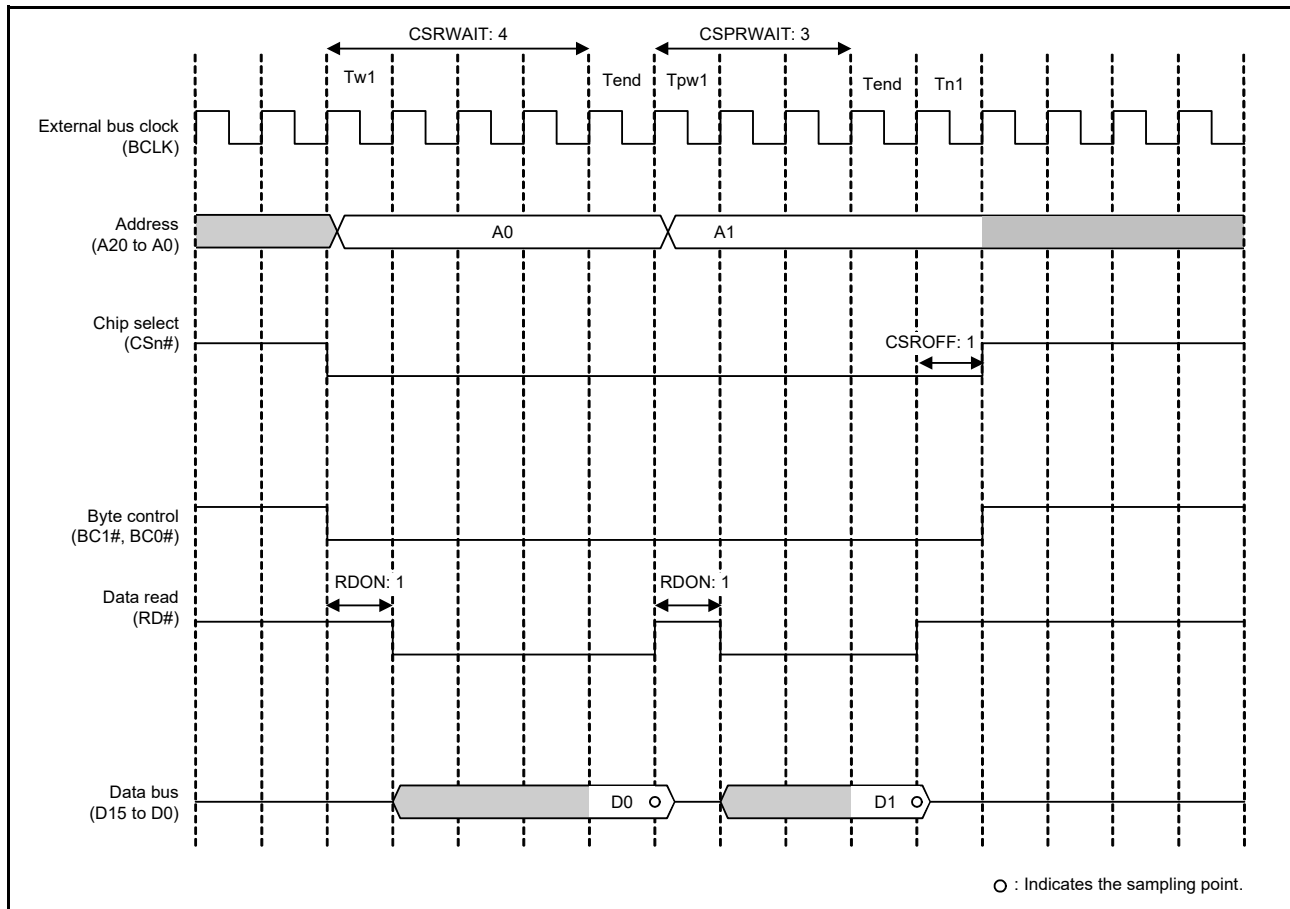 CSRWAIT: 4
CSPRWAIT: 3
Tw1
Tend
Tpw1
Tend
Tn1
External bus clock
(BCLK)
Address
(A20 to A0)
A0
A1
Chip select
(CSn#)
CSROFF: 1
Byte control
(BC1#, BC0#)
RDON: 1
RDON: 1
Data read
(RD#)
Data bus
(D15 to D0)
D0
D1
: Indicates the sampling point.